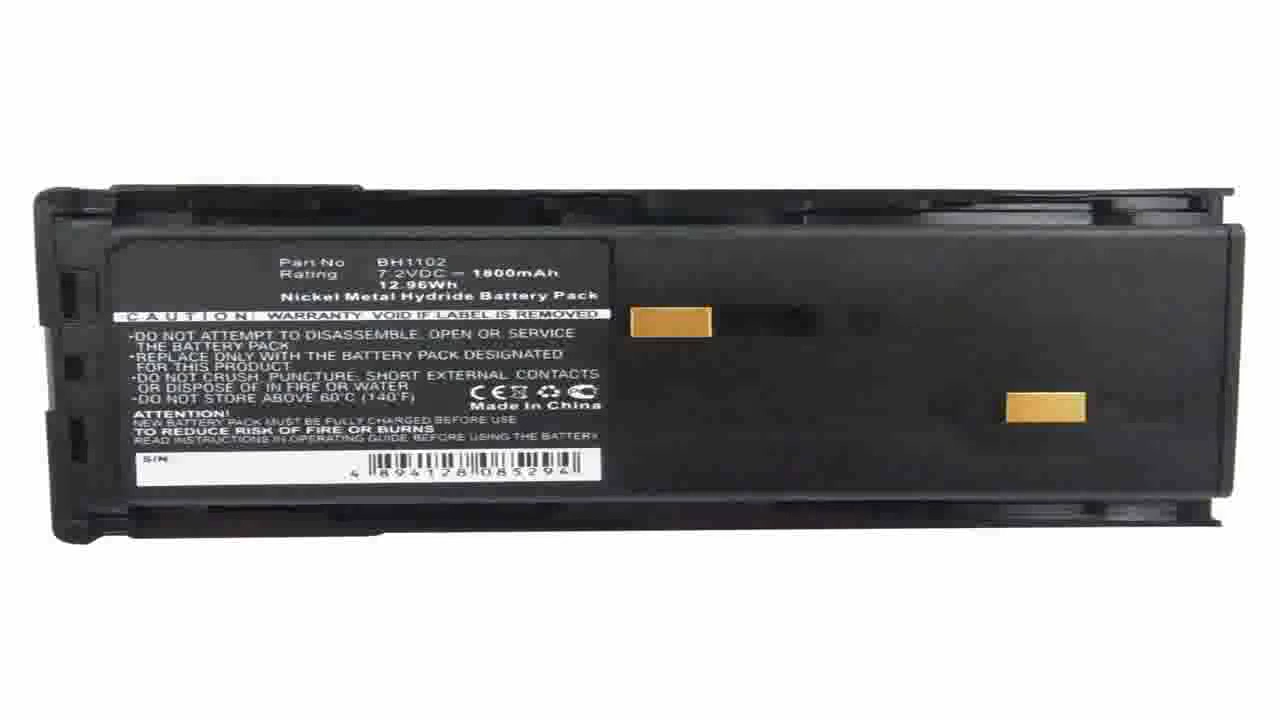 Part No BH1102
Rating 7.2VDC ⎓ 1800mAh
12.96Wh
Nickel Metal Hydride Battery Pack
CAUTION! WARRANTY VOID IF LABEL IS REMOVED
•DO NOT ATTEMPT TO DISASSEMBLE, OPEN OR SERVICE
THE BATTERY PACK
•REPLACE ONLY WITH THE BATTERY PACK DESIGNATED
FOR THIS PRODUCT
•DO NOT CRUSH, PUNCTURE, SHORT EXTERNAL CONTACTS
OR DISPOSE OF IN FIRE OR WATER
•DO NOT STORE ABOVE 60°C (140°F)
CE
Made In China
ATTENTION!
NEW BATTERY PACK MUST BE FULLY CHARGED BEFORE USE
TO REDUCE RISK OF FIRE OR BURNS
READ INSTRUCTIONS IN OPERATING GUIDE BEFORE USING THE BATTERY
S/N:
4 894128 085294